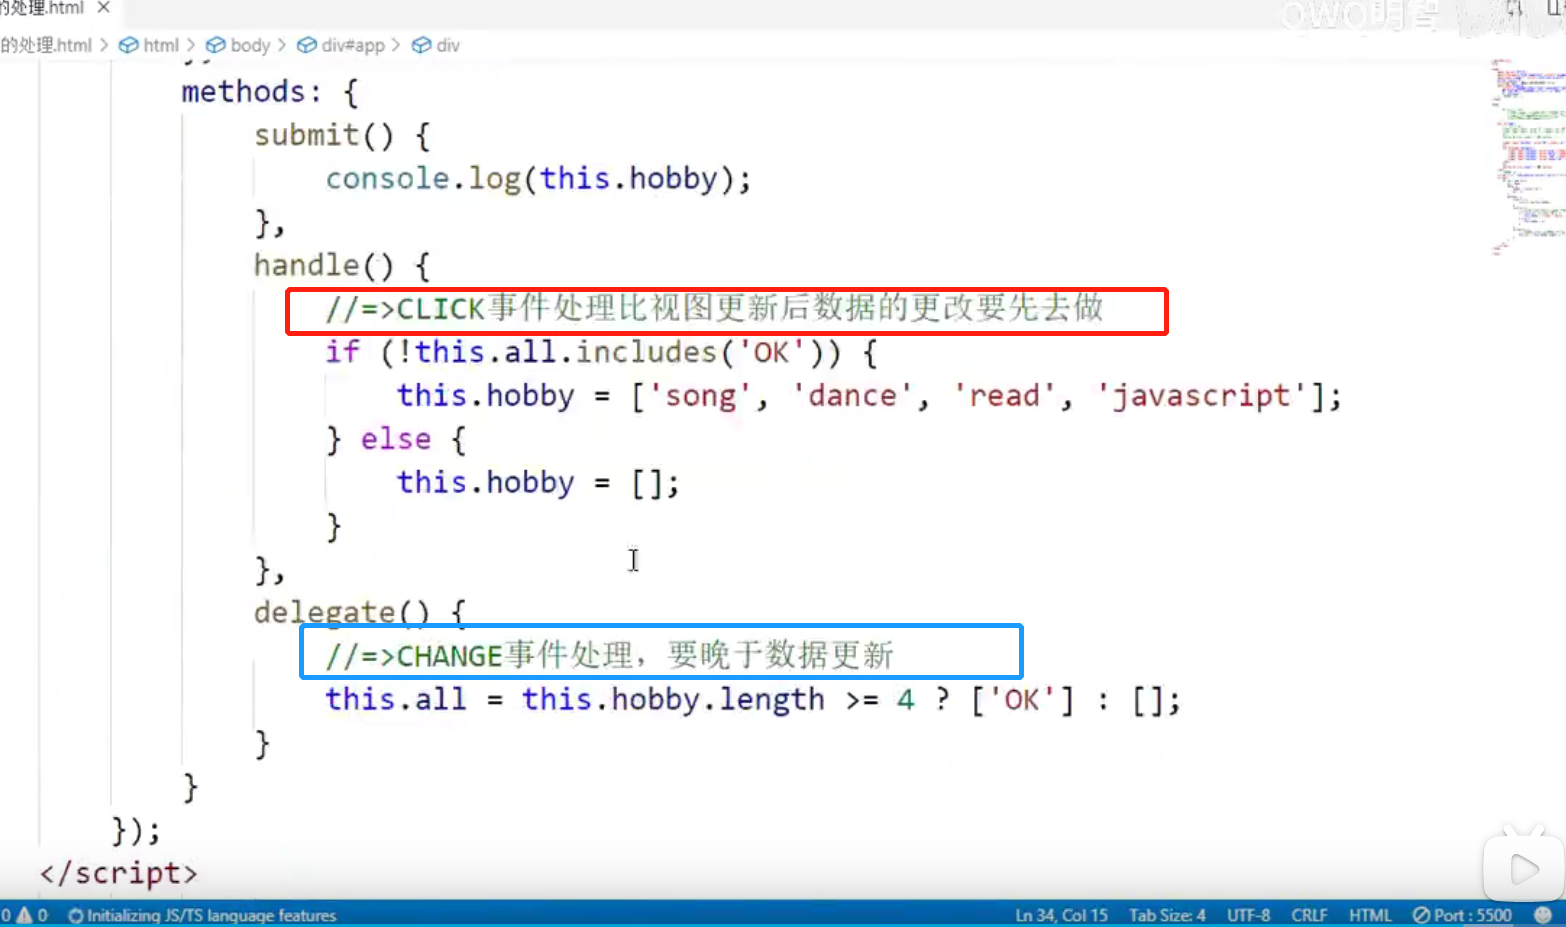 的处理.html ×
QWQ明智
的处理.html > html > body > div#app > div
methods: {
submit() {
console.log(this.hobby);
},
handle() {
//=>CLICK事件处理比视图更新后数据的更改要先去做
if (!this.all.includes('OK')) {
this.hobby = ['song', 'dance', 'read', 'javascript'];
} else {
this.hobby = [];
}
},
delegate() {
//=>CHANGE事件处理，要晚于数据更新
this.all = this.hobby.length >= 4 ? ['OK'] : [];
}
}
});
</script>
0 0 Initializing JS/TS language features Ln 34, Col 15 Tab Size: 4 UTF-8 CRLF HTML Port : 5500